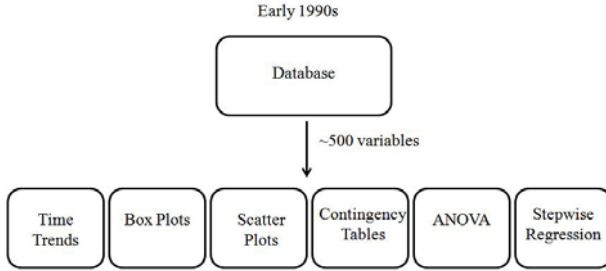 Early 1990s
Database
~500 variables
Time
Trends
Box Plots
Scatter
Plots
Contingency
Tables
ANOVA
Stepwise
Regression